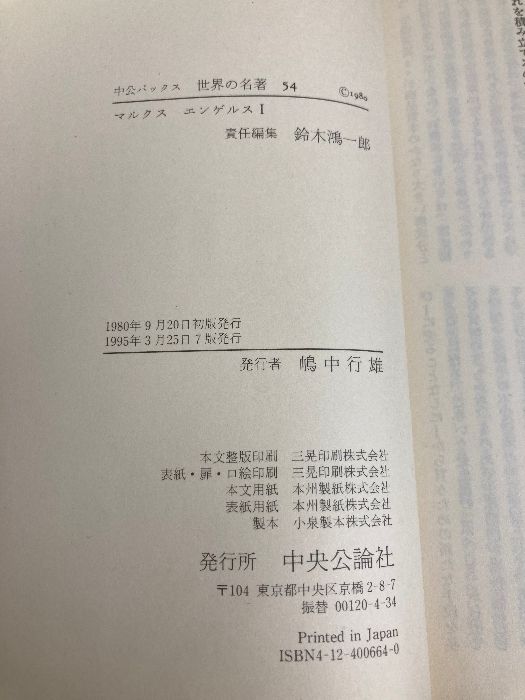 れを積み立てる
中公バックス 世界の名著 54 ©1980
マルクス エンゲルスⅠ
責任編集 鈴木鴻一郎
1980年9月20日初版発行
1995年3月25日7版発行
発行者 嶋中行雄
本文整版印刷 三晃印刷株式会社
表紙・扉・口絵印刷 三晃印刷株式会社
本文用紙 本州製紙株式会社
表紙用紙 本州製紙株式会社
製本 小泉製本株式会社
発行所 中央公論社
〒104 東京都中央区京橋2-8-7
振替 00120-4-34
Printed in Japan
ISBN4-12-400664-0